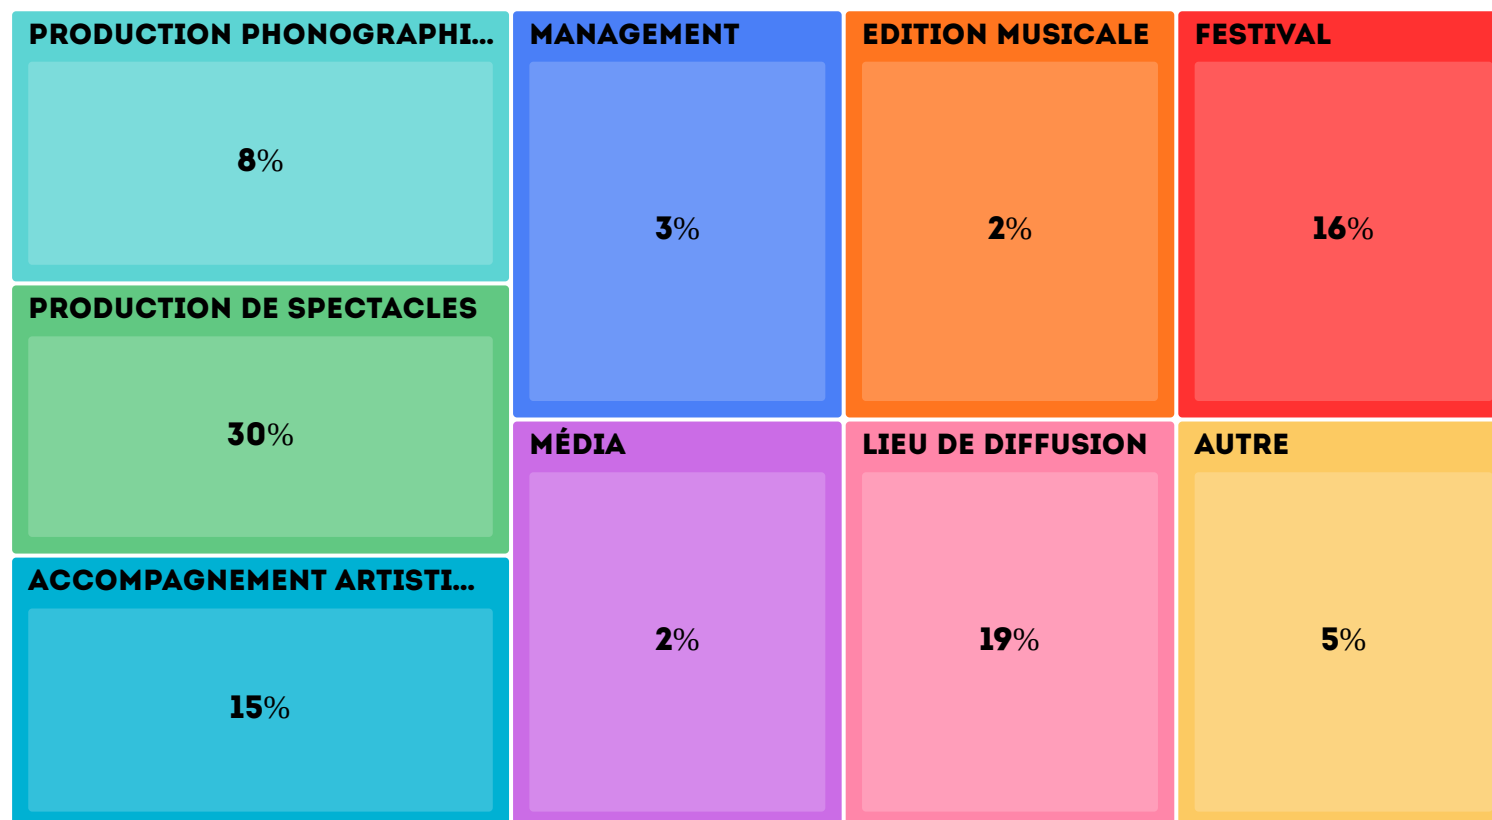 PRODUCTION PHONOGRAPHI...
8%
PRODUCTION DE SPECTACLES
30%
ACCOMPAGNEMENT ARTISTI...
15%
MANAGEMENT
3%
EDITION MUSICALE
2%
FESTIVAL
16%
MÉDIA
2%
LIEU DE DIFFUSION
19%
AUTRE
5%